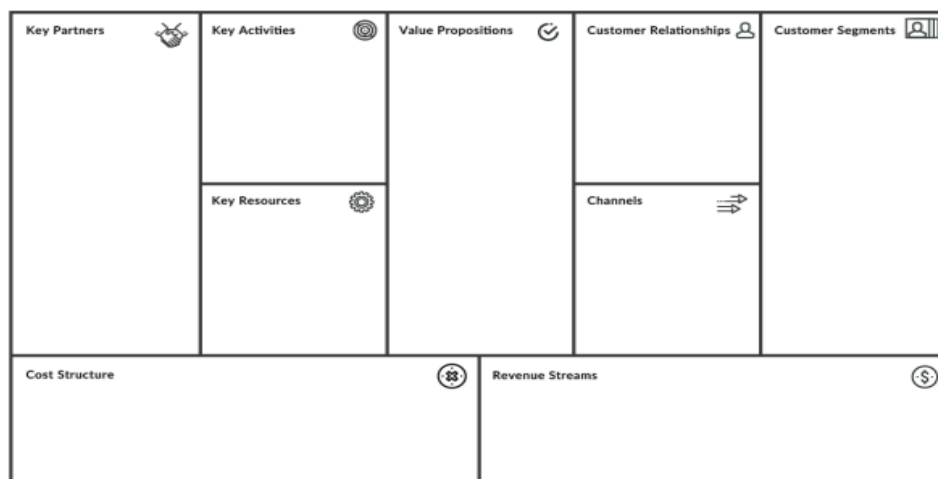 Key Partners
Key Activities
Value Propositions
Customer Relationships
Customer Segments
Key Resources
Channels
Cost Structure
Revenue Streams